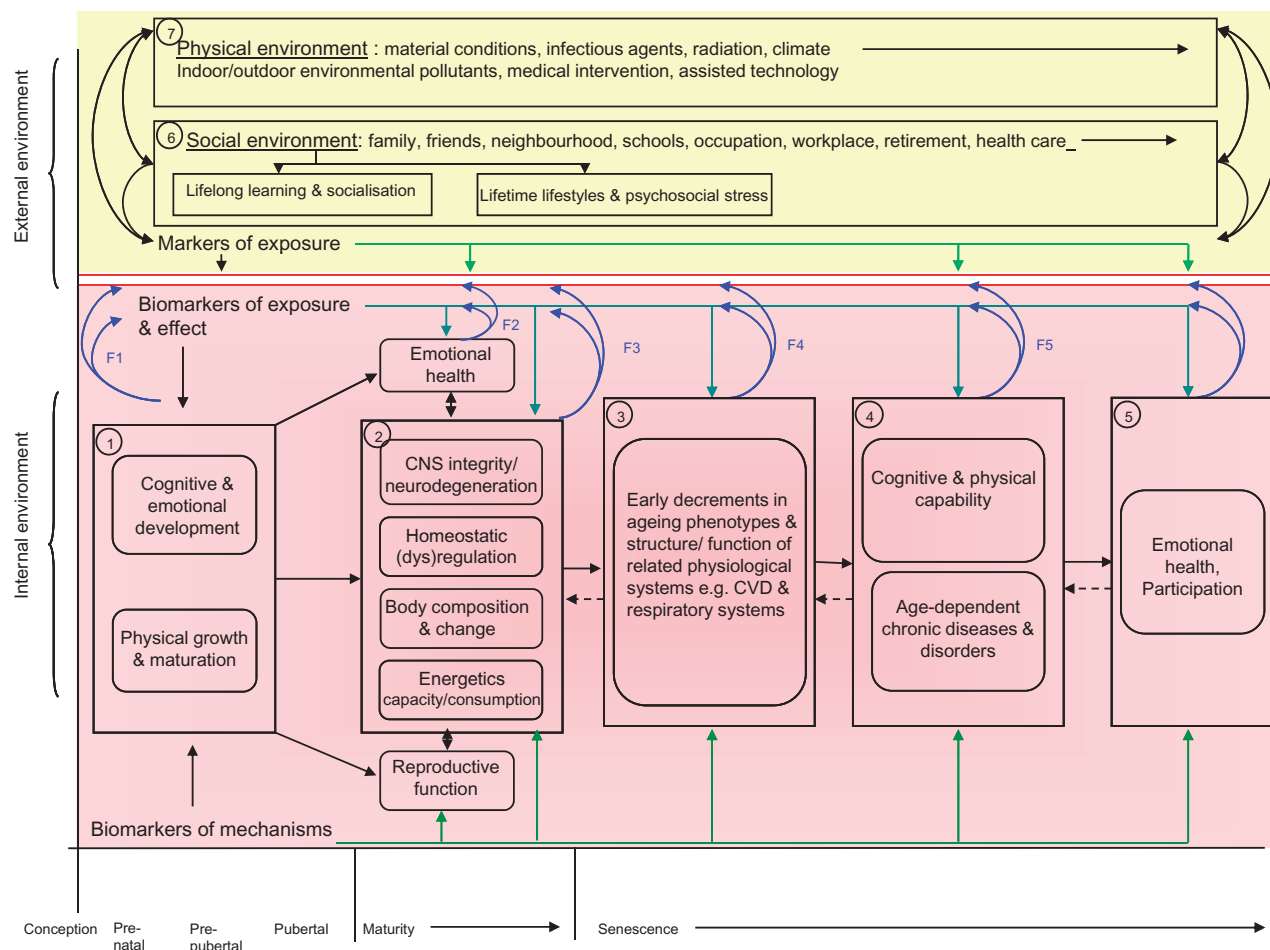 External environment
7
Physical environment : material conditions, infectious agents, radiation, climate
Indoor/outdoor environmental pollutants, medical intervention, assisted technology
6
Social environment: family, friends, neighbourhood, schools, occupation, workplace, retirement, health care_
Lifelong learning & socialisation
Lifetime lifestyles & psychosocial stress
Markers of exposure
Internal environment
Biomarkers of exposure
& effect
F1
F2
F3
F4
F5
Emotional
health
1
Cognitive &
emotional
development
Physical growth
& maturation
2
CNS integrity/
neurodegeneration
Homeostatic
(dys)regulation
Body composition
& change
Energetics
capacity/consumption
Reproductive
function
3
Early decrements in
ageing phenotypes &
structure/ function of
related physiological
systems e.g. CVD &
respiratory systems
4
Cognitive & physical
capability
Age-dependent
chronic diseases &
disorders
5
Emotional
health,
Participation
Biomarkers of mechanisms
Conception
Pre-
natal
Pre-
pubertal
Pubertal
Maturity
Senescence